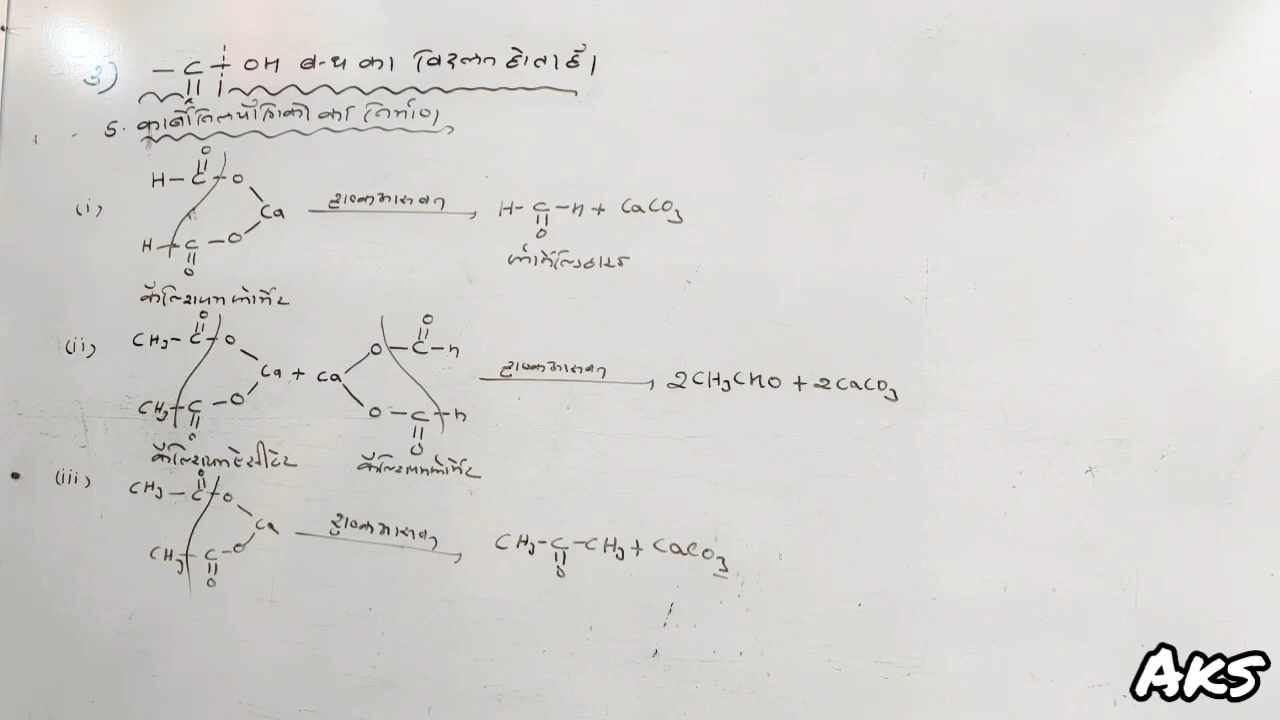 3) -C-OH बन्ध का विदलन होता है।
O
5. कार्बोनिल यौगिकों का निर्माण
O
H-C-O
(i) Ca शुष्क आसवन H-C-H + CaCO3
H-C-O O
O फॉर्मेल्डिहाइड
कैल्शियम फॉर्मेट
O O
(ii) CH3-C-O O-C-H
Ca + Ca शुष्क आसवन 2CH3CHO + 2CaCO3
CH3-C-O O-C-H
O O
कैल्शियम एसीटेट कैल्शियम फॉर्मेट
O
(iii) CH3-C-O
Ca शुष्क आसवन CH3-C-CH3 + CaCO3
CH3-C-O O
O
AKS